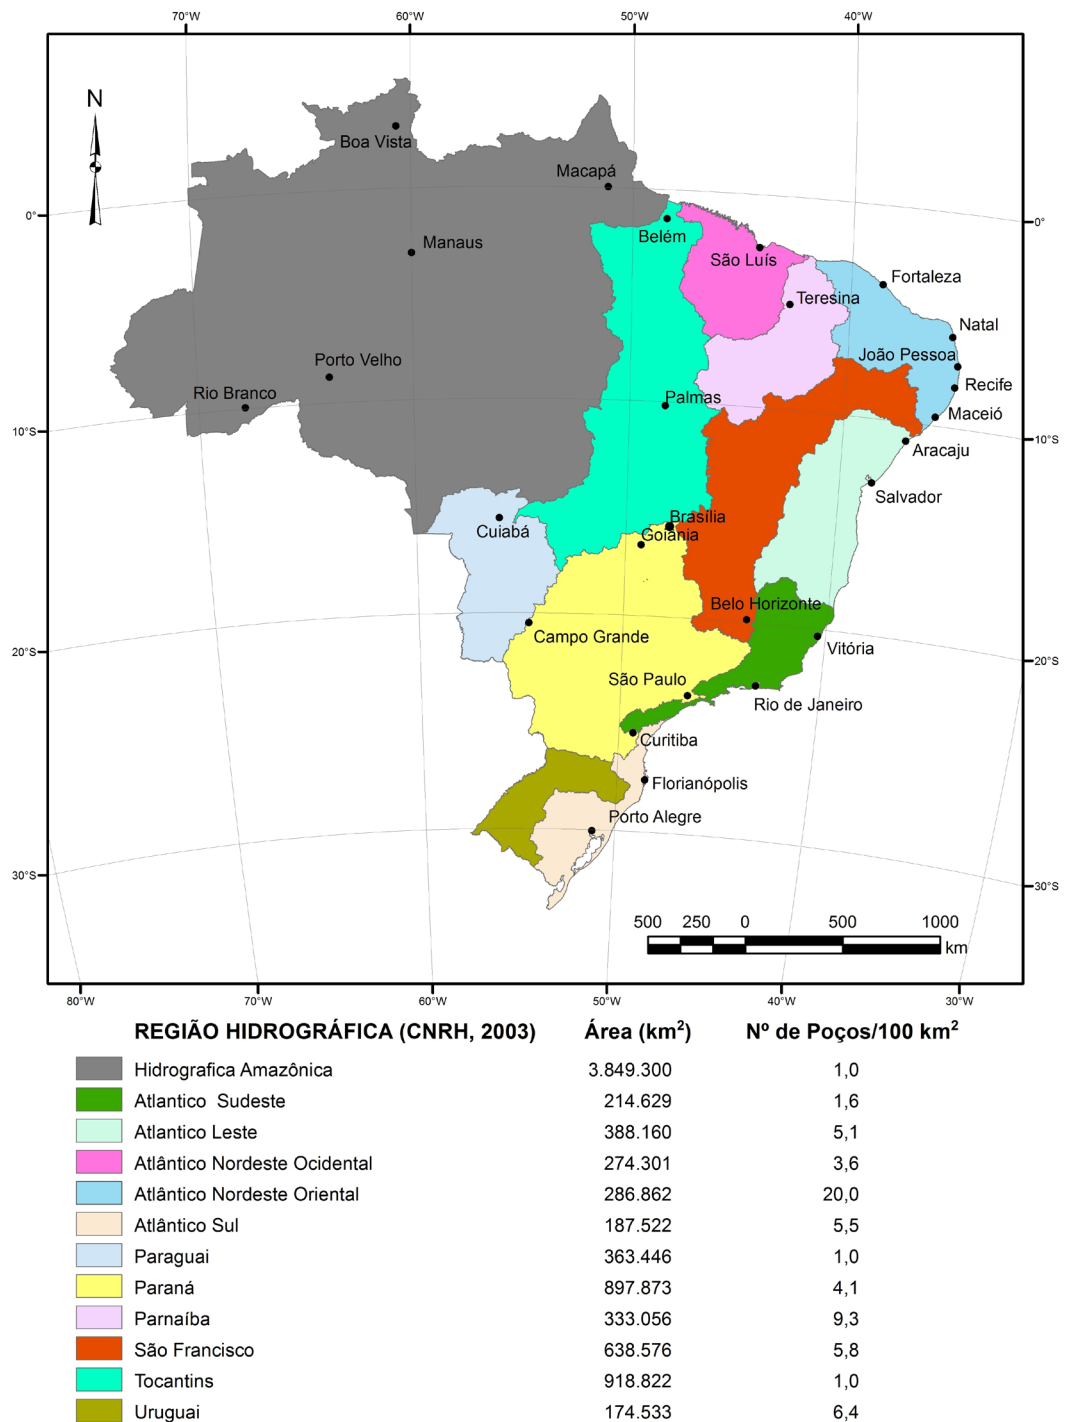 70°W 60°W 50°W 40°W
N
Boa Vista
Macapá
0° 0°
Belém
Manaus
São Luís
Fortaleza
Teresina
Natal
João Pessoa
Porto Velho
Recife
Rio Branco
Palmas
Maceió
10°S 10°S
Aracaju
Salvador
Brasília
Cuiabá
Goiânia
Belo Horizonte
Campo Grande
Vitória
20°S 20°S
São Paulo
Rio de Janeiro
Curitiba
Florianópolis
Porto Alegre
30°S 30°S
500 250 0 500 1000
km
80°W 70°W 60°W 50°W 40°W 30°W
REGIÃO HIDROGRÁFICA (CNRH, 2003) Área (km²) Nº de Poços/100 km²
Hidrografica Amazônica 3.849.300 1,0
Atlantico Sudeste 214.629 1,6
Atlantico Leste 388.160 5,1
Atlântico Nordeste Ocidental 274.301 3,6
Atlântico Nordeste Oriental 286.862 20,0
Atlântico Sul 187.522 5,5
Paraguai 363.446 1,0
Paraná 897.873 4,1
Parnaíba 333.056 9,3
São Francisco 638.576 5,8
Tocantins 918.822 1,0
Uruguai 174.533 6,4